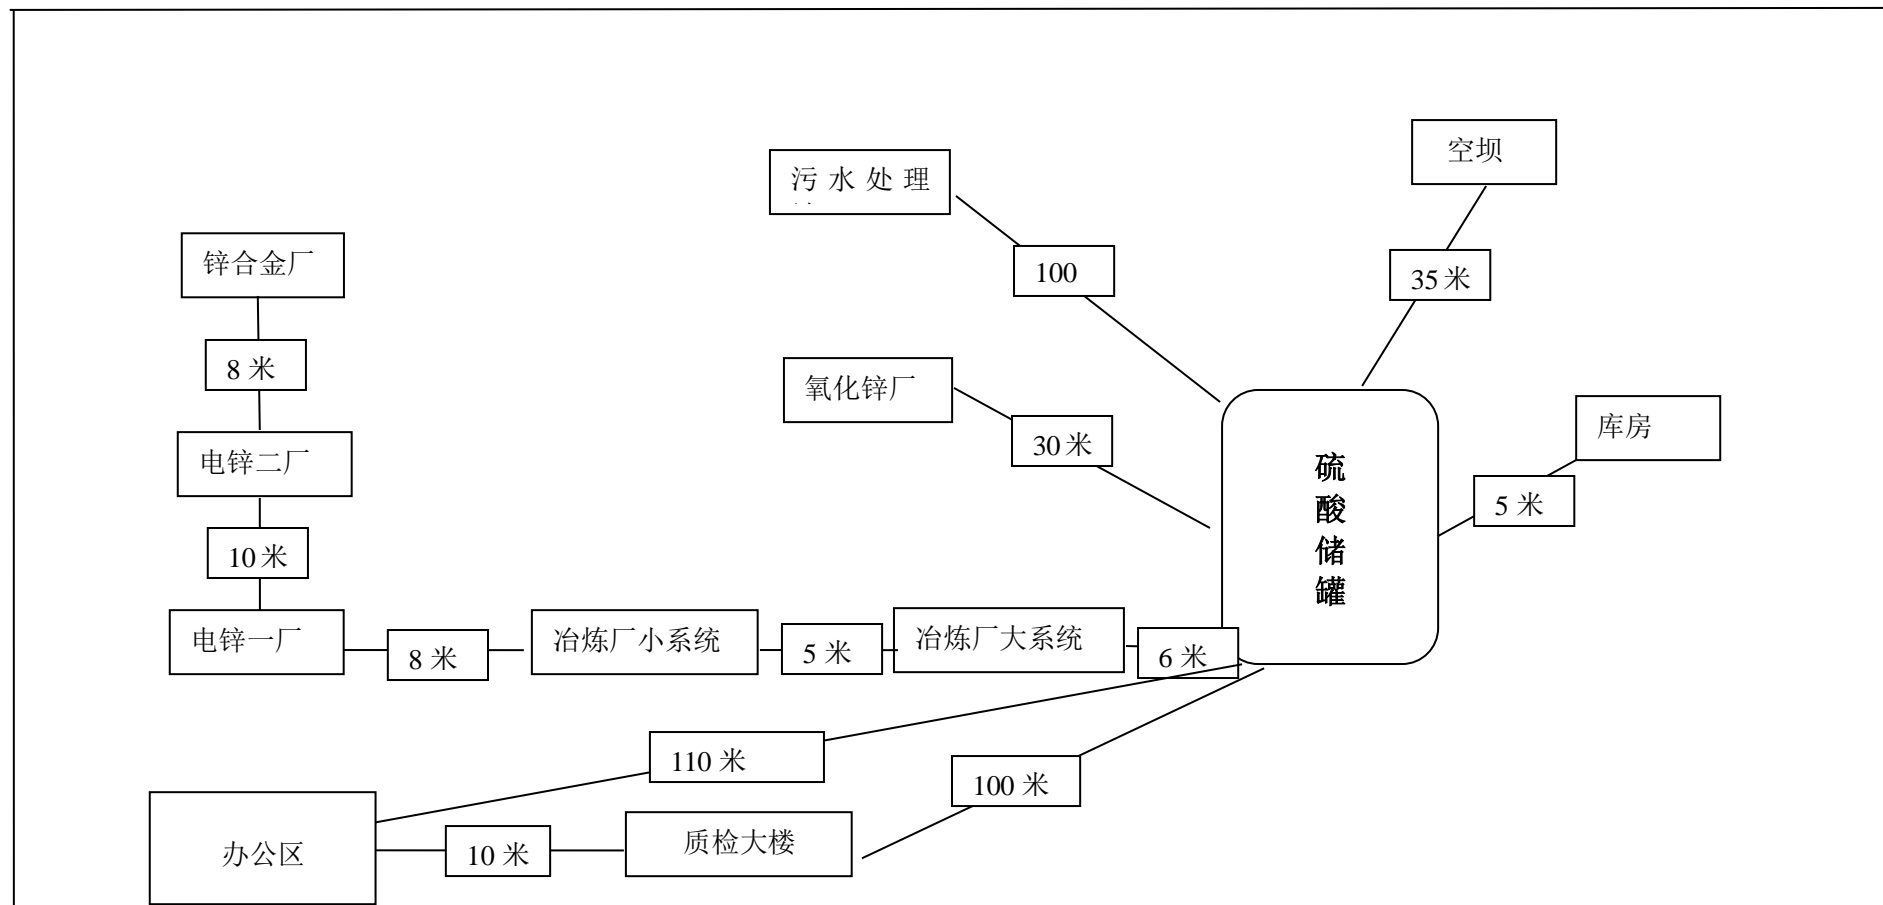 空坝
污水处理
锌合金厂
100
35米
8米
氧化锌厂
库房
30米
电锌二厂
硫酸储罐
5米
10米
电锌一厂
8米
冶炼厂小系统
5米
冶炼厂大系统
6米
110米
100米
办公区
10米
质检大楼